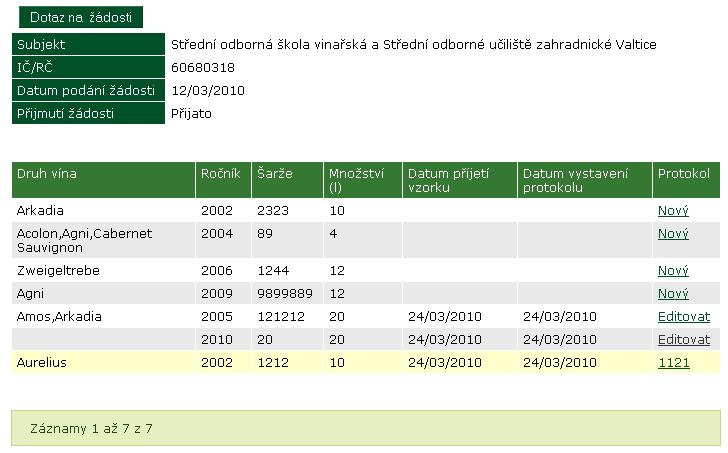 Dotaz na žádosti
Subjekt Střední odborná škola vinařská a Střední odborné učiliště zahradnické Valtice
IČ/RČ 60680318
Datum podání žádosti 12/03/2010
Přijmutí žádosti Přijato
Druh vína Ročník Šarže Množství (l) Datum přijetí vzorku Datum vystavení protokolu Protokol
Arkadia 2002 2323 10 Nový
Acolon,Agni,Cabernet Sauvignon 2004 89 4 Nový
Zweigeltrebe 2006 1244 12 Nový
Agni 2009 9899889 12 Nový
Amos,Arkadia 2005 121212 20 24/03/2010 24/03/2010 Editovat
2010 20 20 24/03/2010 24/03/2010 Editovat
Aurelius 2002 1212 10 24/03/2010 24/03/2010 1121
Záznamy 1 až 7 z 7